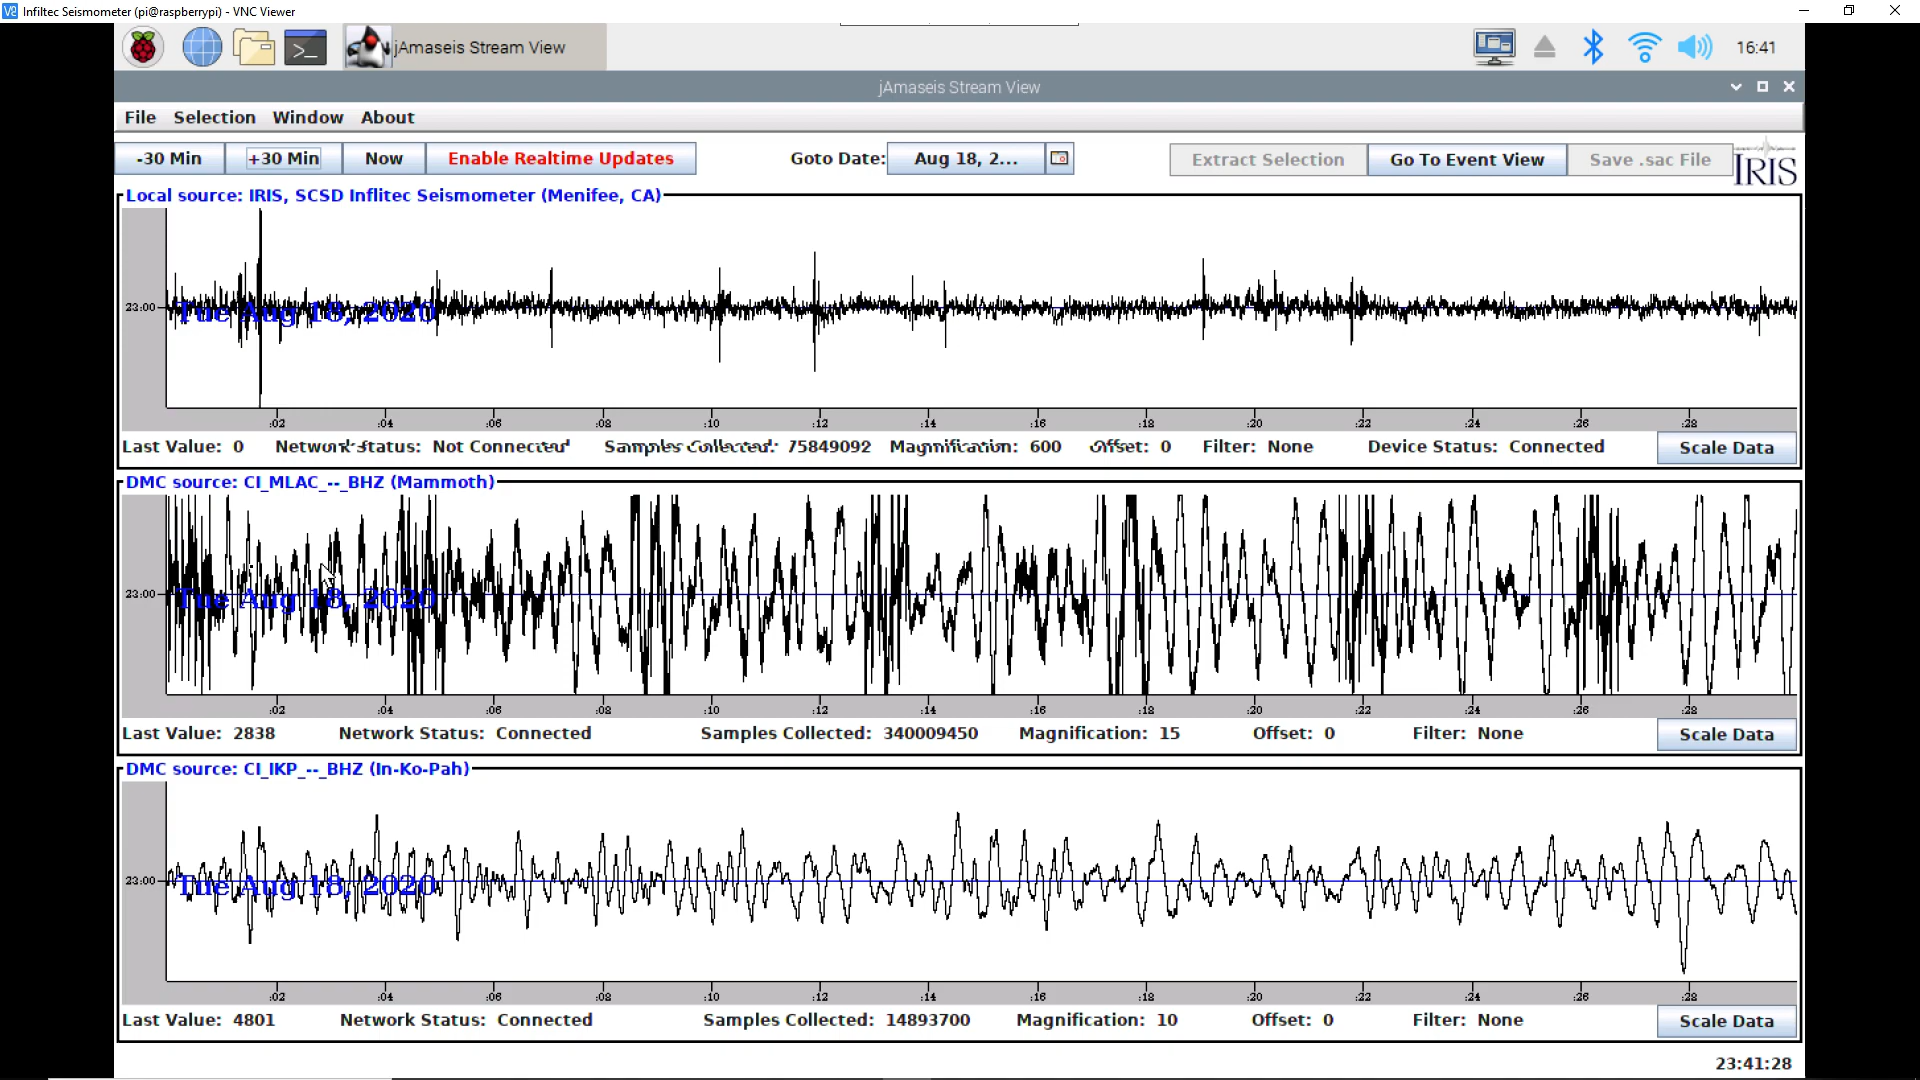 Infiltec Seismometer (pi@raspberrypi) - VNC Viewer
jAmaseis Stream View
16:41
jAmaseis Stream View
File Selection Window About
-30 Min +30 Min Now Enable Realtime Updates Goto Date: Aug 18, 2... Extract Selection Go To Event View Save .sac File IRIS
Local source: IRIS, SCSD Inflitec Seismometer (Menifee, CA)
23:00 Tue Aug 18, 2020
:02 :04 :06 :08 :10 :12 :14 :16 :18 :20 :22 :24 :26 :28
Last Value: 0 Network Status: Not Connected Samples Collected: 75849092 Magnification: 600 Offset: 0 Filter: None Device Status: Connected Scale Data
DMC source: CI_MLAC_--_BHZ (Mammoth)
23:00 Tue Aug 18, 2020
:02 :04 :06 :08 :10 :12 :14 :16 :18 :20 :22 :24 :26 :28
Last Value: 2838 Network Status: Connected Samples Collected: 340009450 Magnification: 15 Offset: 0 Filter: None Scale Data
DMC source: CI_IKP_--_BHZ (In-Ko-Pah)
23:00 Tue Aug 18, 2020
:02 :04 :06 :08 :10 :12 :14 :16 :18 :20 :22 :24 :26 :28
Last Value: 4801 Network Status: Connected Samples Collected: 14893700 Magnification: 10 Offset: 0 Filter: None Scale Data
23:41:28